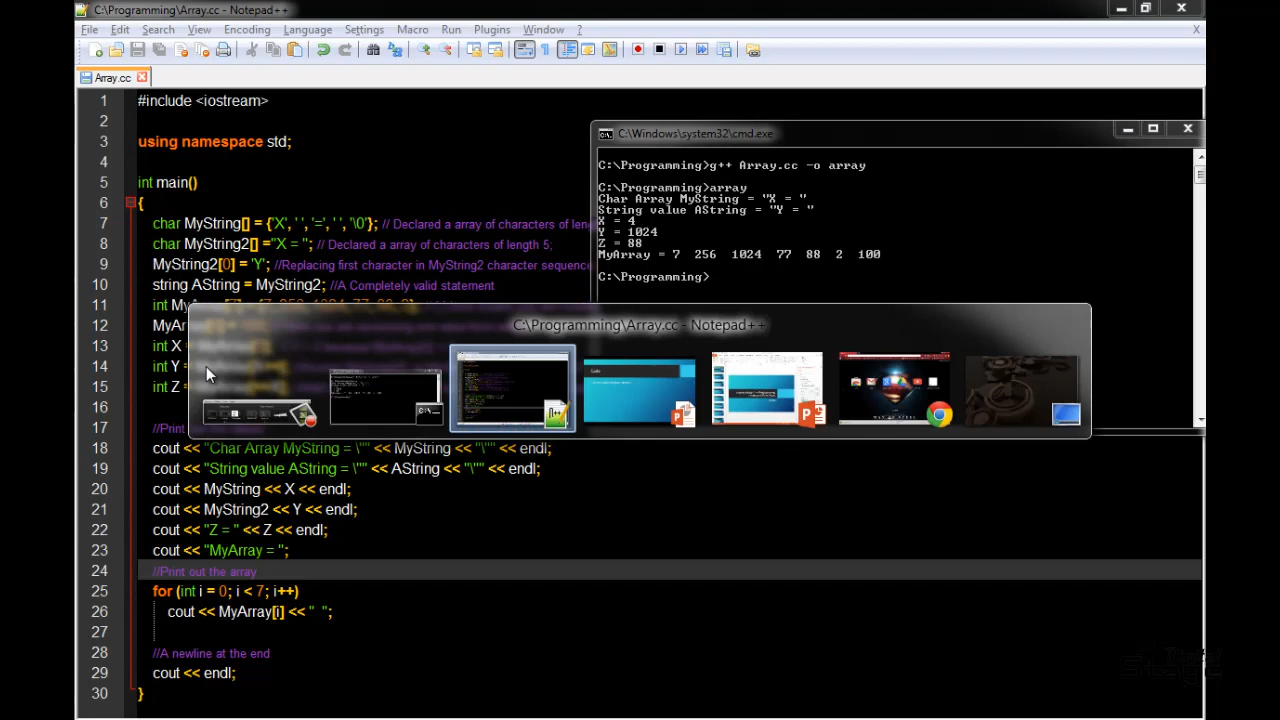 C:\Programming\Array.cc - Notepad++
File Edit Search View Encoding Language Settings Macro Run Plugins Window ? X
Array.cc
1 #include <iostream>
2
3 using namespace std;
4
5 int main()
6 {
7 char MyString[] = {'X', ' ', '=', ' ', '\0'}; // Declared a array of characters of leng
8 char MyString2[] ="X = "; // Declared a array of characters of length 5;
9 MyString2[0] = 'Y'; //Replacing first character in MyString2 character sequence
10 string AString = MyString2; //A Completely valid statement
11 int MyAr
12 MyAr
13 int X
14 int Y =
15 int Z
16
17 //Print
18 cout << "Char Array MyString = \"" << MyString << "\"" << endl;
19 cout << "String value AString = \"" << AString << "\"" << endl;
20 cout << MyString << X << endl;
21 cout << MyString2 << Y << endl;
22 cout << "Z = " << Z << endl;
23 cout << "MyArray = ";
24 //Print out the array
25 for (int i = 0; i < 7; i++)
26 cout << MyArray[i] << "  ";
27
28 //A newline at the end
29 cout << endl;
30 }
C:\Windows\system32\cmd.exe
C:\Programming>g++ Array.cc -o array
C:\Programming>array
Char Array MyString = "X = "
String value AString = "Y = "
X = 4
Y = 1024
Z = 88
MyArray = 7  256  1024  77  88  2  100
C:\Programming>
C:\Programming\Array.cc - Notepad++